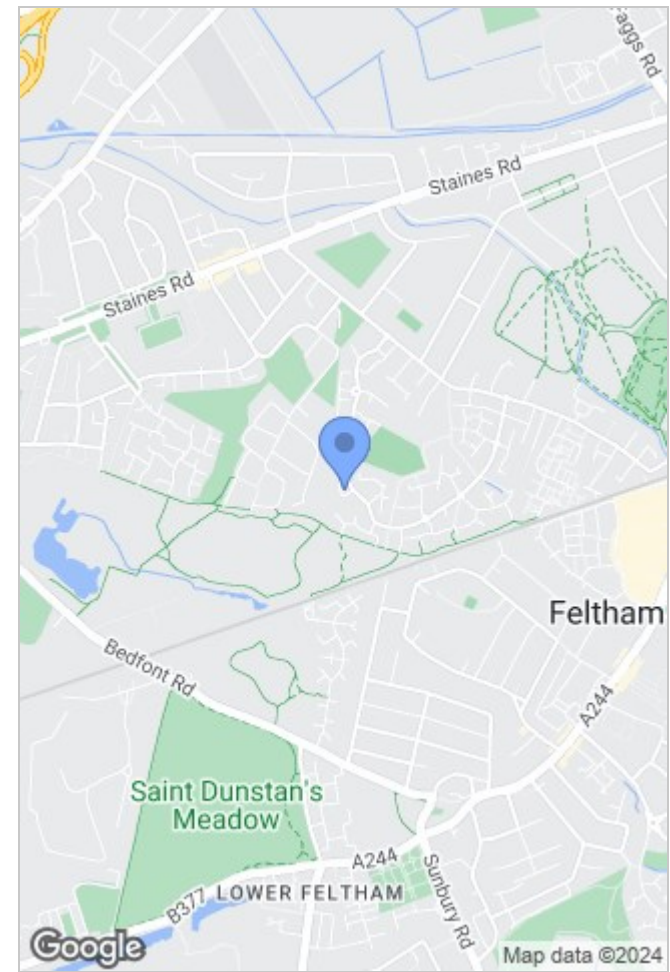 Faggs Rd
Staines Rd
Staines Rd
Feltham
Bedfont Rd
A244
Saint Dunstan's
Meadow
A244
B377
LOWER FELTHAM
Sunbury Rd
Google
Map data ©2024